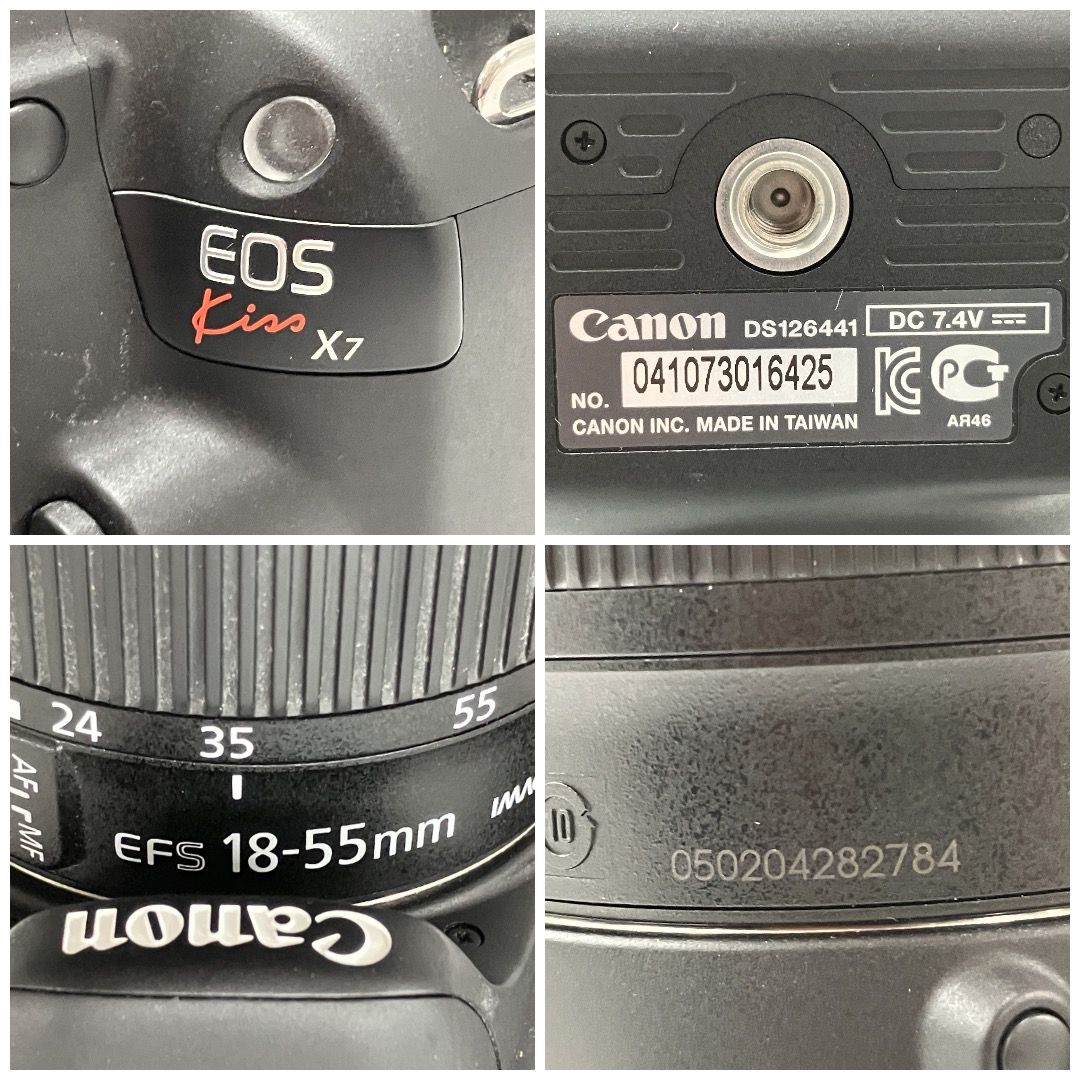 EOS
Kiss X7
Canon DS126441 DC 7.4V
NO. 041073016425
CANON INC. MADE IN TAIWAN
АЯ46
24 35 55
AF MF
EFS 18-55mm
Canon
050204282784